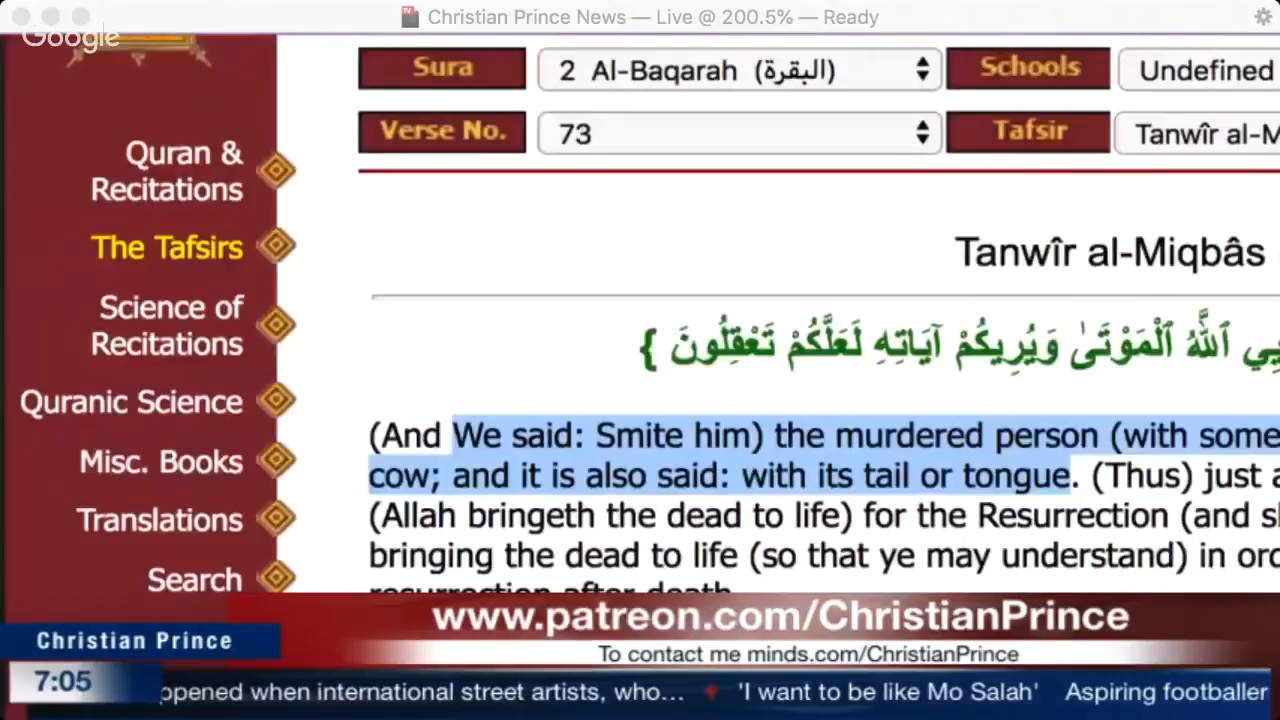 Christian Prince News — Live @ 200.5% — Ready
Google
Sura
2 Al-Baqarah (البقرة)
Schools
Undefined
Verse No.
73
Tafsir
Tanwîr al-M
Quran &
Recitations
The Tafsirs
Science of
Recitations
Quranic Science
Misc. Books
Translations
Search
Tanwîr al-Miqbâs
ٱللَّهُ ٱلْمَوْتَىٰ وَيُرِيكُمْ آيَاتِهِ لَعَلَّكُمْ تَعْقِلُونَ }
(And We said: Smite him) the murdered person (with some
cow; and it is also said: with its tail or tongue. (Thus) just a
(Allah bringeth the dead to life) for the Resurrection (and sh
bringing the dead to life (so that ye may understand) in ord
resurrection after death.
www.patreon.com/ChristianPrince
Christian Prince
To contact me minds.com/ChristianPrince
7:05
opened when international street artists, who... 'I want to be like Mo Salah' Aspiring footballer